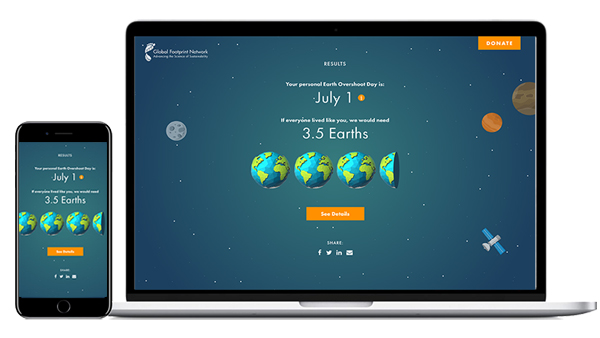 Global Footprint Network
Advancing the Science of Sustainability
DONATE
RESULTS
Your personal Earth Overshoot Day is:
July 1
If everyone lived like you, we would need
3.5 Earths
See Details
SHARE:
RESULTS
Your personal Earth Overshoot Day is:
July 1
If everyone lived like you, we would need
3.5 Earths
See Details
SHARE: